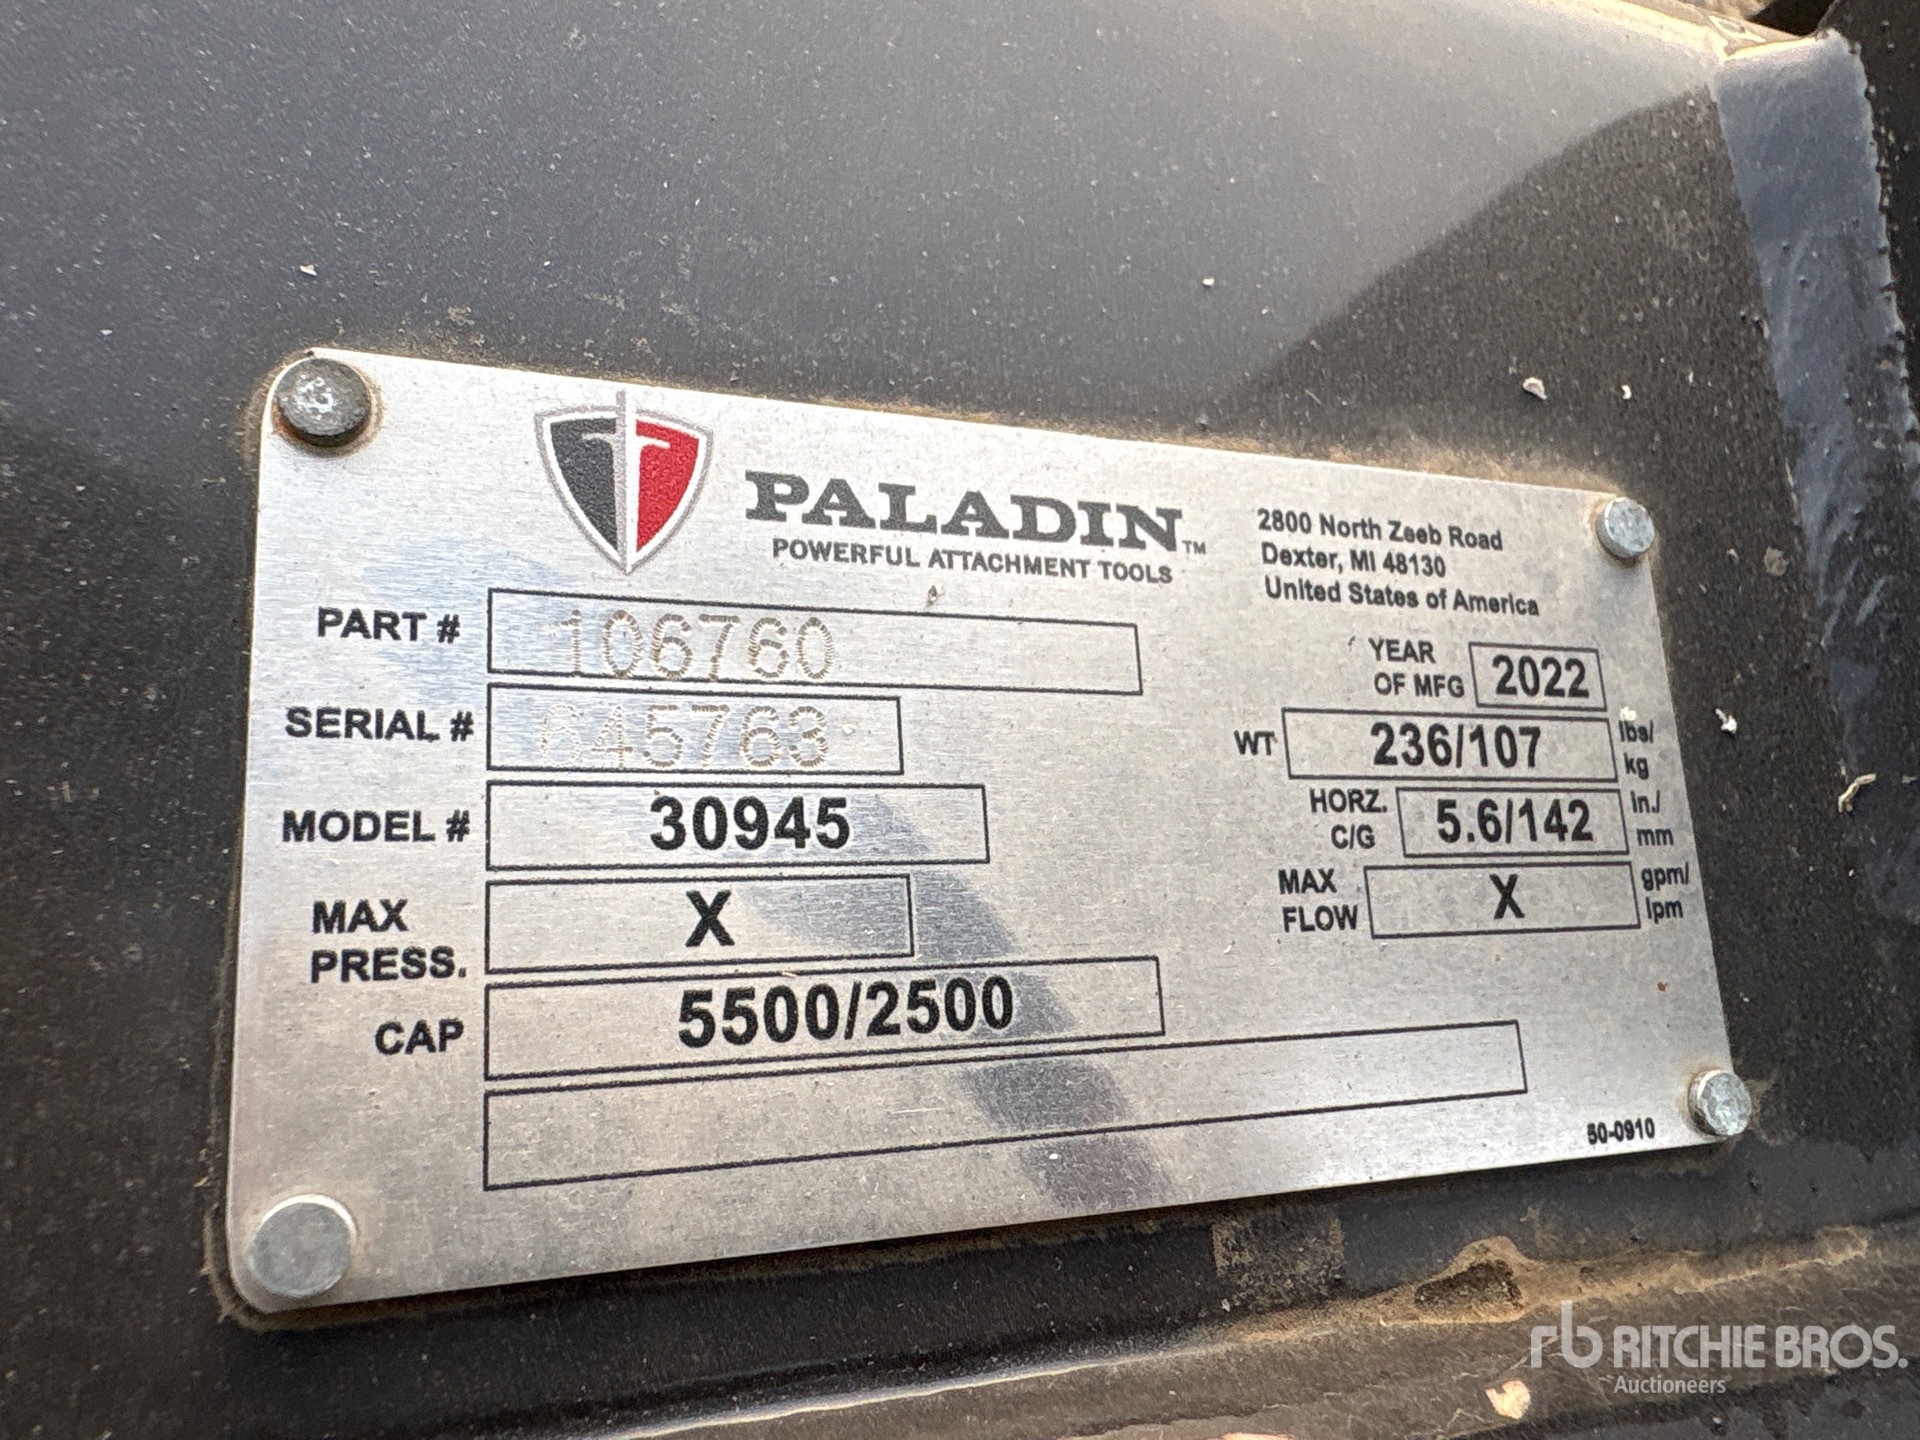 PALADIN™
POWERFUL ATTACHMENT TOOLS
2800 North Zeeb Road
Dexter, MI 48130
United States of America
PART # 106760
SERIAL # 645763
MODEL # 30945
MAX PRESS. X
CAP 5500/2500
YEAR OF MFG 2022
WT 236/107 lbs/ kg
HORZ. C/G 5.6/142 in./ mm
MAX FLOW X gpm/ lpm
50-0910
rb RITCHIE BROS.
Auctioneers